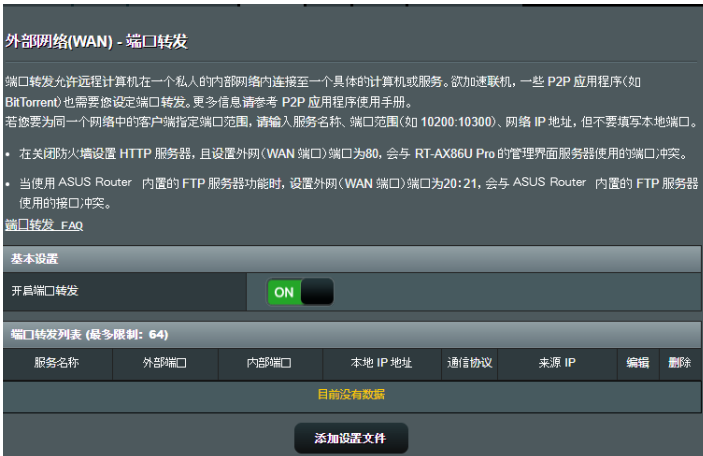 外部网络(WAN) - 端口转发
端口转发允许远程计算机在一个私人的内部网络内连接至一个具体的计算机或服务。欲加速联机，一些 P2P 应用程序(如
BitTorrent)也需要您设定端口转发。更多信息请参考 P2P 应用程序使用手册。
若您要为同一个网络中的客户端指定端口范围，请输入服务名称、端口范围(如 10200:10300)、网络 IP 地址，但不要填写本地端口。
• 在关闭防火墙设置 HTTP 服务器，且设置外网(WAN 端口)端口为80，会与 RT-AX86U Pro 的管理界面服务器使用的端口冲突。
• 当使用 ASUS Router 内置的 FTP 服务器功能时，设置外网(WAN 端口)端口为20:21，会与 ASUS Router 内置的 FTP 服务器
使用的接口冲突。
端口转发 FAQ
基本设置
开启端口转发 ON
端口转发列表 (最多限制: 64)
服务名称 外部端口 内部端口 本地 IP 地址 通信协议 来源 IP 编辑 删除
目前没有数据
添加设置文件